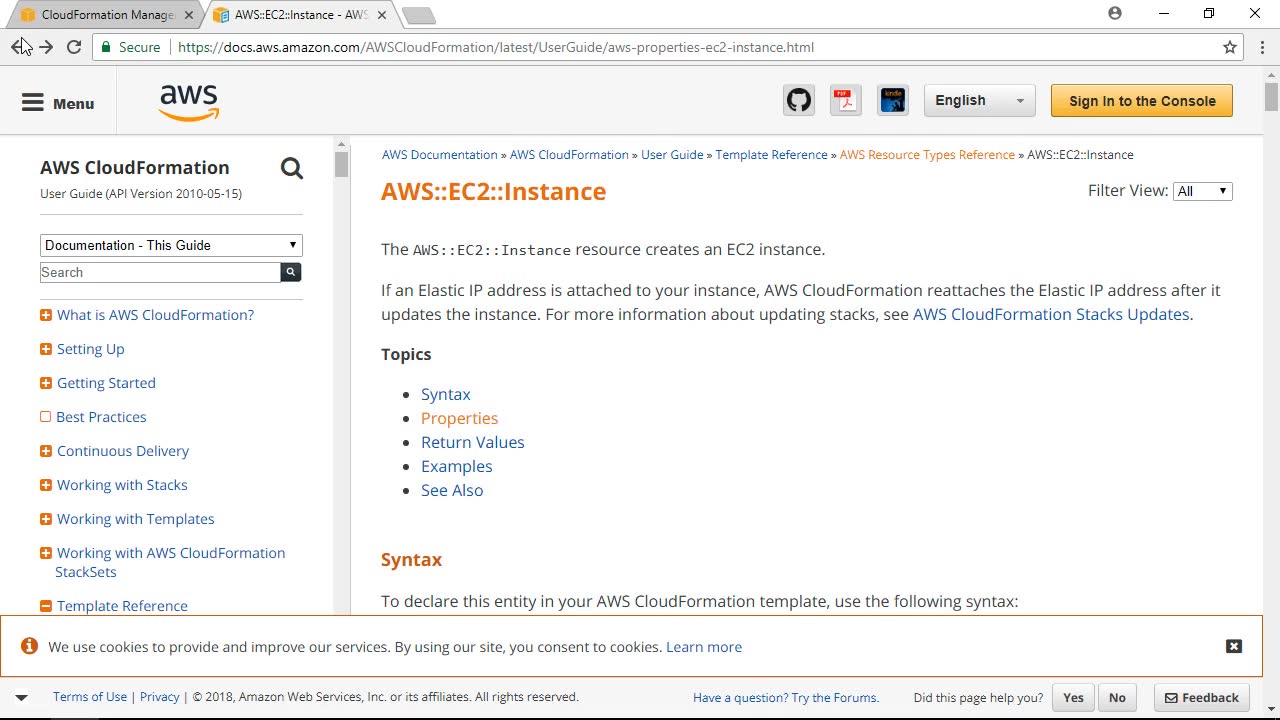 CloudFormation Manage
AWS::EC2::Instance - AWS
Secure
https://docs.aws.amazon.com/AWSCloudFormation/latest/UserGuide/aws-properties-ec2-instance.html
Menu
aws
PDF
kindle
English
Sign In to the Console
AWS CloudFormation
User Guide (API Version 2010-05-15)
Documentation - This Guide
Search
What is AWS CloudFormation?
Setting Up
Getting Started
Best Practices
Continuous Delivery
Working with Stacks
Working with Templates
Working with AWS CloudFormation
StackSets
Template Reference
AWS Documentation » AWS CloudFormation » User Guide » Template Reference » AWS Resource Types Reference » AWS::EC2::Instance
AWS::EC2::Instance
Filter View: All
The AWS::EC2::Instance resource creates an EC2 instance.
If an Elastic IP address is attached to your instance, AWS CloudFormation reattaches the Elastic IP address after it
updates the instance. For more information about updating stacks, see AWS CloudFormation Stacks Updates.
Topics
Syntax
Properties
Return Values
Examples
See Also
Syntax
To declare this entity in your AWS CloudFormation template, use the following syntax:
We use cookies to provide and improve our services. By using our site, you consent to cookies. Learn more
Terms of Use | Privacy | © 2018, Amazon Web Services, Inc. or its affiliates. All rights reserved.
Have a question? Try the Forums.
Did this page help you?
Yes
No
Feedback